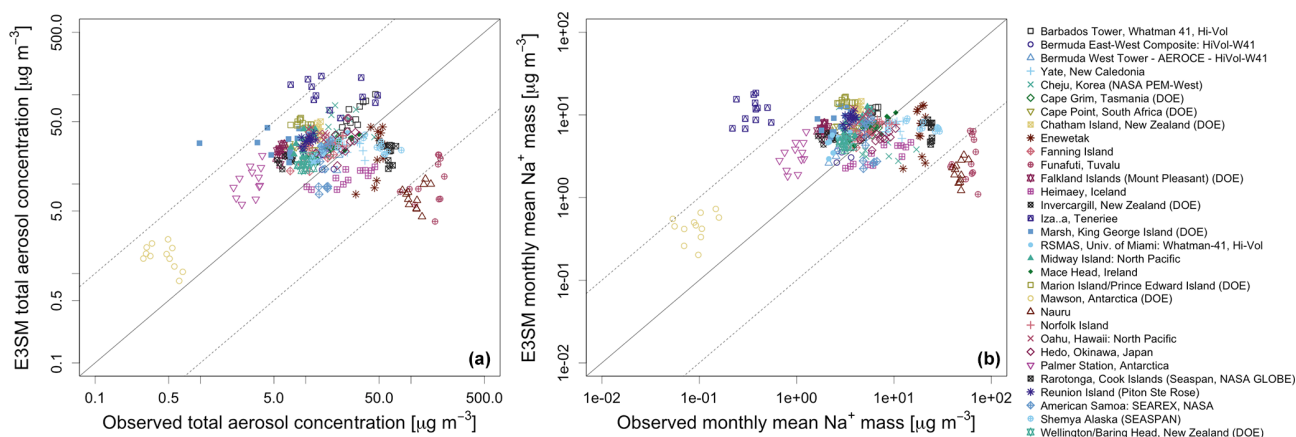 E3SM total aerosol concentration [μg m⁻³]
500.0
50.0
5.0
0.5
0.1
(a)
0.1 0.5 5.0 50.0 500.0
Observed total aerosol concentration [μg m⁻³]
E3SM monthly mean Na⁺ mass [μg m⁻³]
1e+02
1e+01
1e+00
1e-01
1e-02
(b)
1e-02 1e-01 1e+00 1e+01 1e+02
Observed monthly mean Na⁺ mass [μg m⁻³]
Barbados Tower, Whatman 41, Hi-Vol
Bermuda East-West Composite: HiVol-W41
Bermuda West Tower - AEROCE - HiVol-W41
Yate, New Caledonia
Cheju, Korea (NASA PEM-West)
Cape Grim, Tasmania (DOE)
Cape Point, South Africa (DOE)
Chatham Island, New Zealand (DOE)
Enewetak
Fanning Island
Funafuti, Tuvalu
Falkland Islands (Mount Pleasant) (DOE)
Heimaey, Iceland
Invercargill, New Zealand (DOE)
Iza..a, Teneriee
Marsh, King George Island (DOE)
RSMAS, Univ. of Miami: Whatman-41, Hi-Vol
Midway Island: North Pacific
Mace Head, Ireland
Marion Island/Prince Edward Island (DOE)
Mawson, Antarctica (DOE)
Nauru
Norfolk Island
Oahu, Hawaii: North Pacific
Hedo, Okinawa, Japan
Palmer Station, Antarctica
Rarotonga, Cook Islands (Seaspan, NASA GLOBE)
Reunion Island (Piton Ste Rose)
American Samoa: SEAREX, NASA
Shemya Alaska (SEASPAN)
Wellington/Baring Head, New Zealand (DOE)